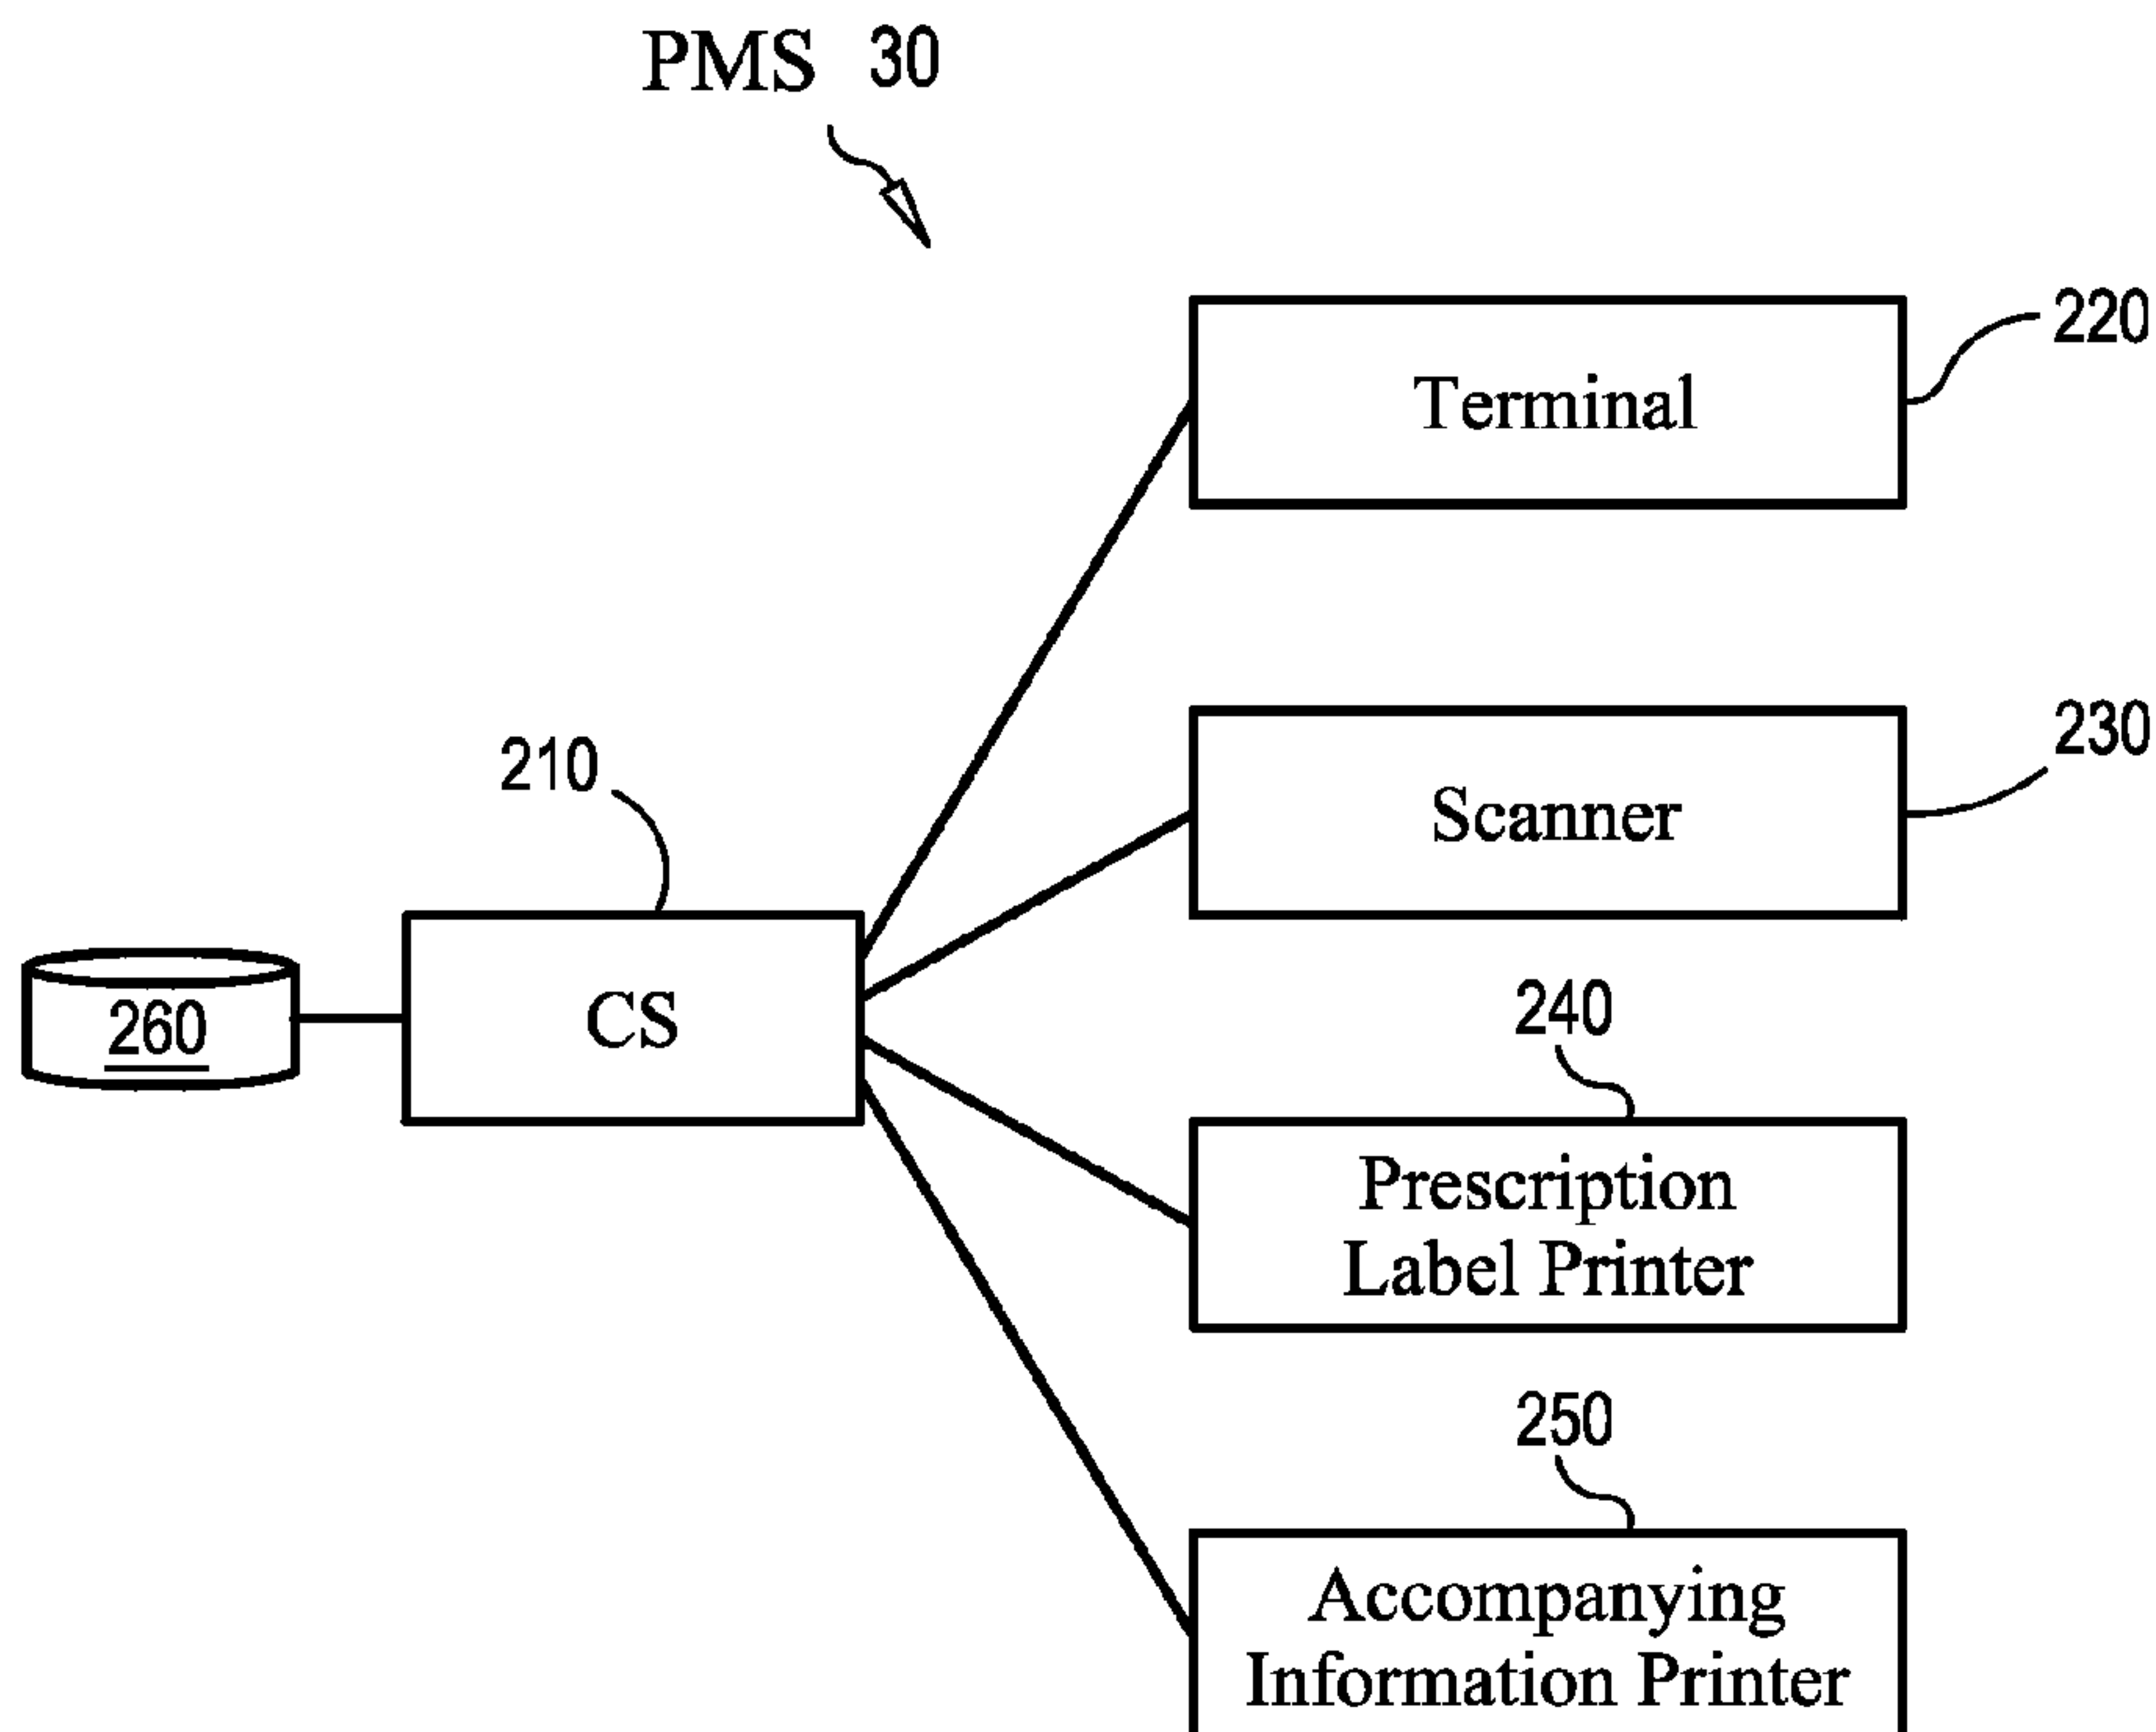 PMS 30
220
Terminal
230
Scanner
210
260
CS
240
Prescription
Label Printer
250
Accompanying
Information Printer